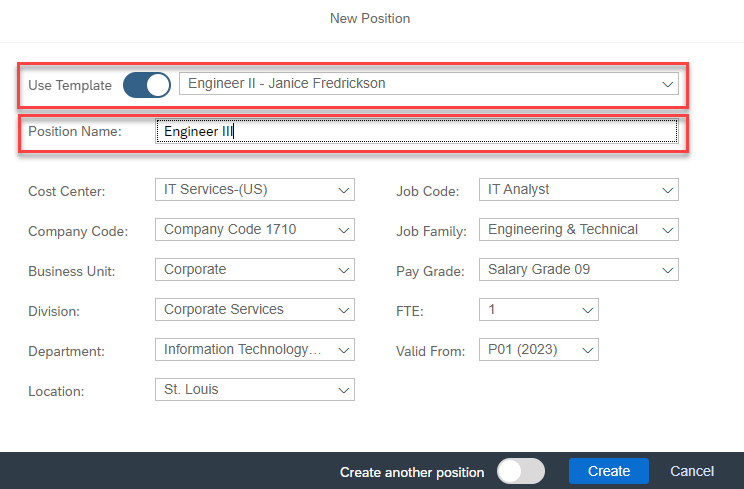 New Position
Use Template Engineer II - Janice Fredrickson
Position Name: Engineer III
Cost Center: IT Services-(US) Job Code: IT Analyst
Company Code: Company Code 1710 Job Family: Engineering & Technical
Business Unit: Corporate Pay Grade: Salary Grade 09
Division: Corporate Services FTE: 1
Department: Information Technology... Valid From: P01 (2023)
Location: St. Louis
Create another position Create Cancel